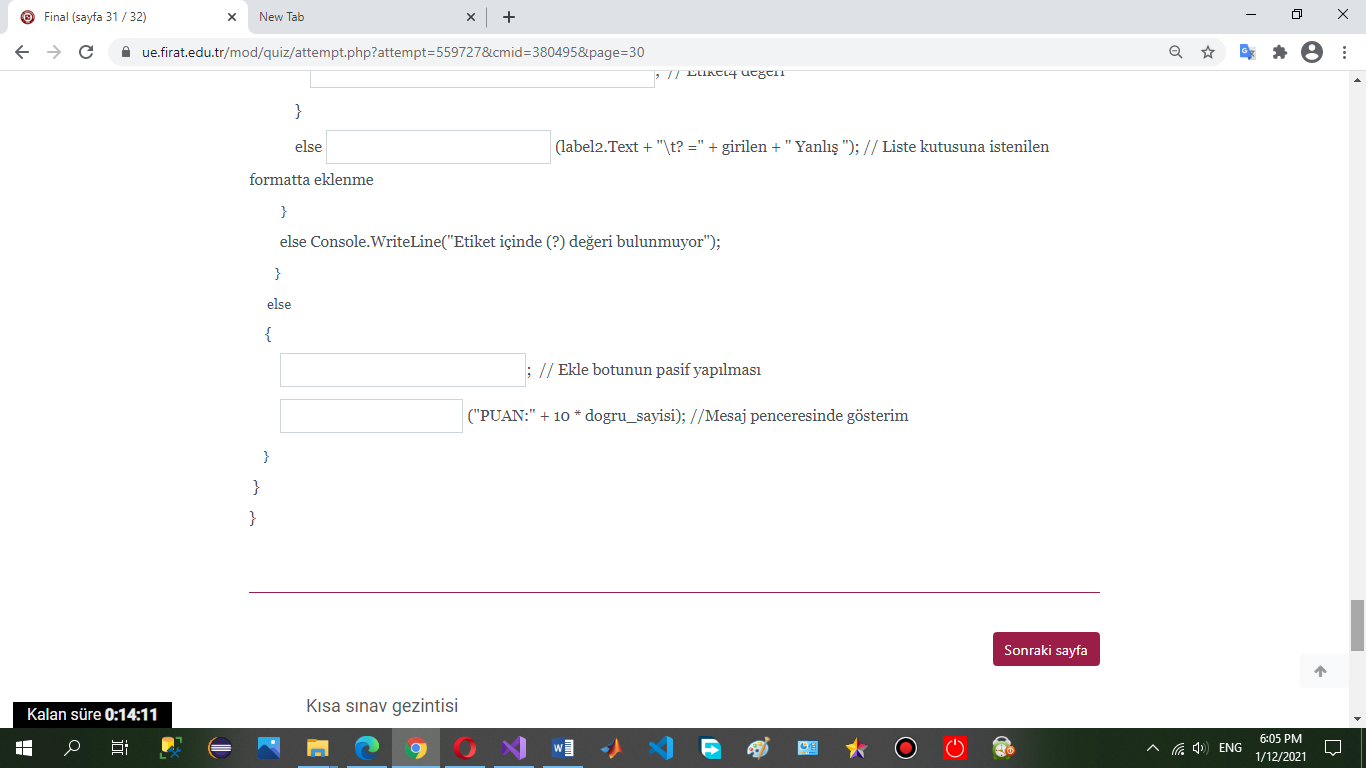 Final (sayfa 31 / 32)
New Tab
ue.firat.edu.tr/mod/quiz/attempt.php?attempt=559727&cmid=380495&page=30
; // Etiket4 değeri
}
else (label2.Text + "\t? =" + girilen + " Yanlış "); // Liste kutusuna istenilen
formatta eklenme
}
else Console.WriteLine("Etiket içinde (?) değeri bulunmuyor");
}
else
{
; // Ekle botunun pasif yapılması
("PUAN:" + 10 * dogru_sayisi); //Mesaj penceresinde gösterim
}
}
}
Sonraki sayfa
Kısa sınav gezintisi
Kalan süre 0:14:11
ENG
6:05 PM
1/12/2021